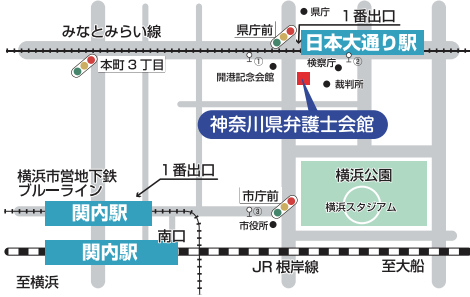 県庁
1番出口
みなとみらい線
県庁前
日本大通り駅
本町3丁目
①
検察庁
②
開港記念会館
裁判所
神奈川県弁護士会館
横浜市営地下鉄
ブルーライン
1番出口
横浜公園
市庁前
横浜スタジアム
関内駅
③
市役所
南口
関内駅
至横浜
JR根岸線
至大船